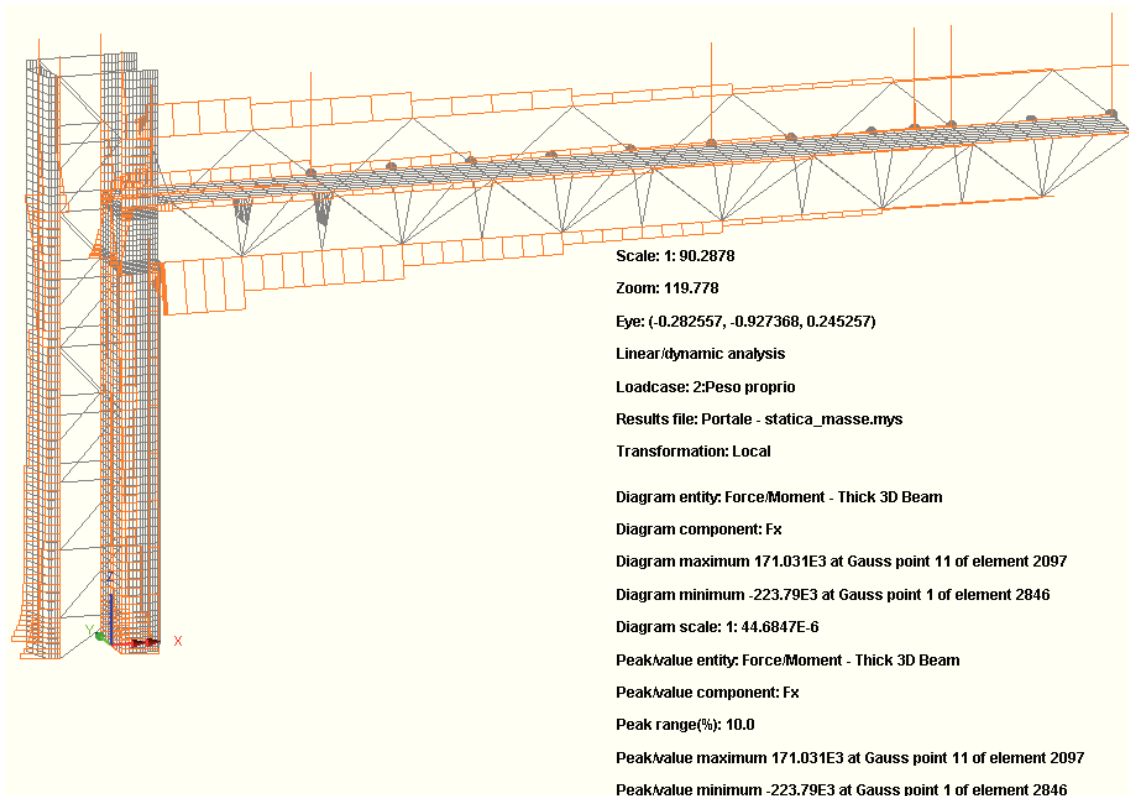 Scale: 1: 90.2878
Zoom: 119.778
Eye: (-0.282557, -0.927368, 0.245257)
Linear/dynamic analysis
Loadcase: 2:Peso proprio
Results file: Portale - statica_masse.mys
Transformation: Local
Diagram entity: Force/Moment - Thick 3D Beam
Diagram component: Fx
Diagram maximum 171.031E3 at Gauss point 11 of element 2097
Diagram minimum -223.79E3 at Gauss point 1 of element 2846
Diagram scale: 1: 44.6847E-6
Peak/value entity: Force/Moment - Thick 3D Beam
Peak/value component: Fx
Peak range(%): 10.0
Peak/value maximum 171.031E3 at Gauss point 11 of element 2097
Peak/value minimum -223.79E3 at Gauss point 1 of element 2846
Z
Y
X